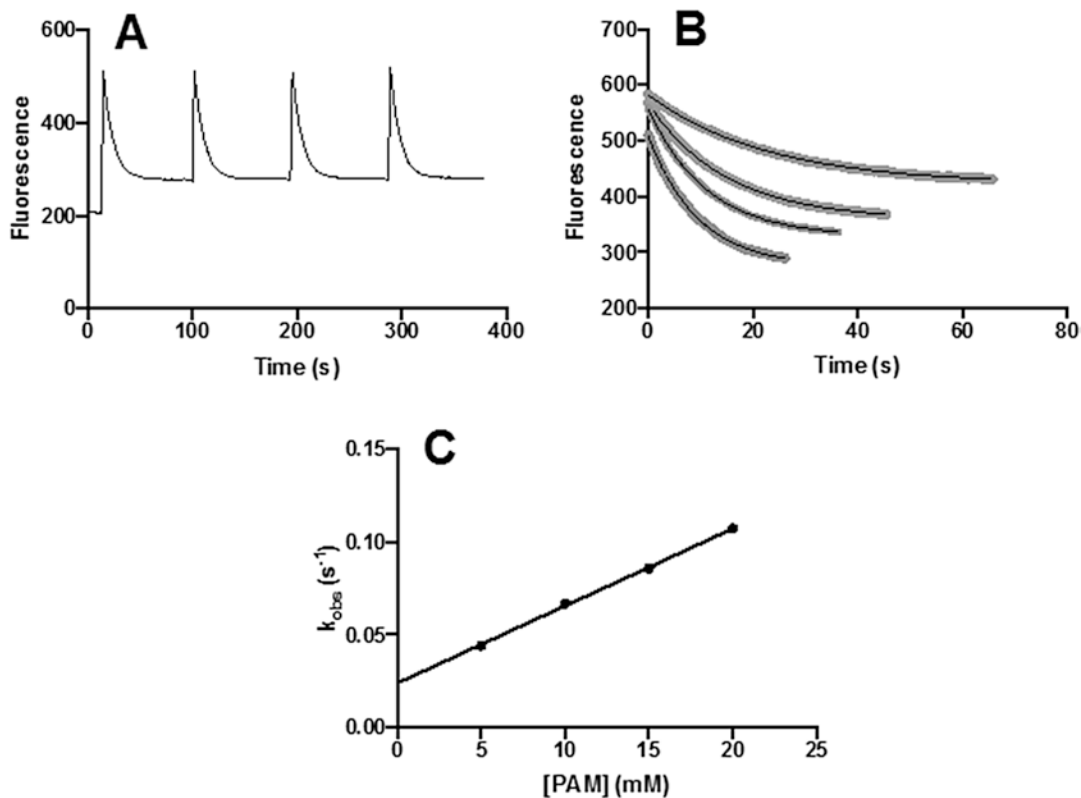 A
600
400
200
0
Fluorescence
0 100 200 300 400
Time (s)
B
700
600
500
400
300
200
Fluorescence
0 20 40 60 80
Time (s)
C
0.15
0.10
0.05
0.00
kobs (s-1)
0 5 10 15 20 25
[PAM] (mM)